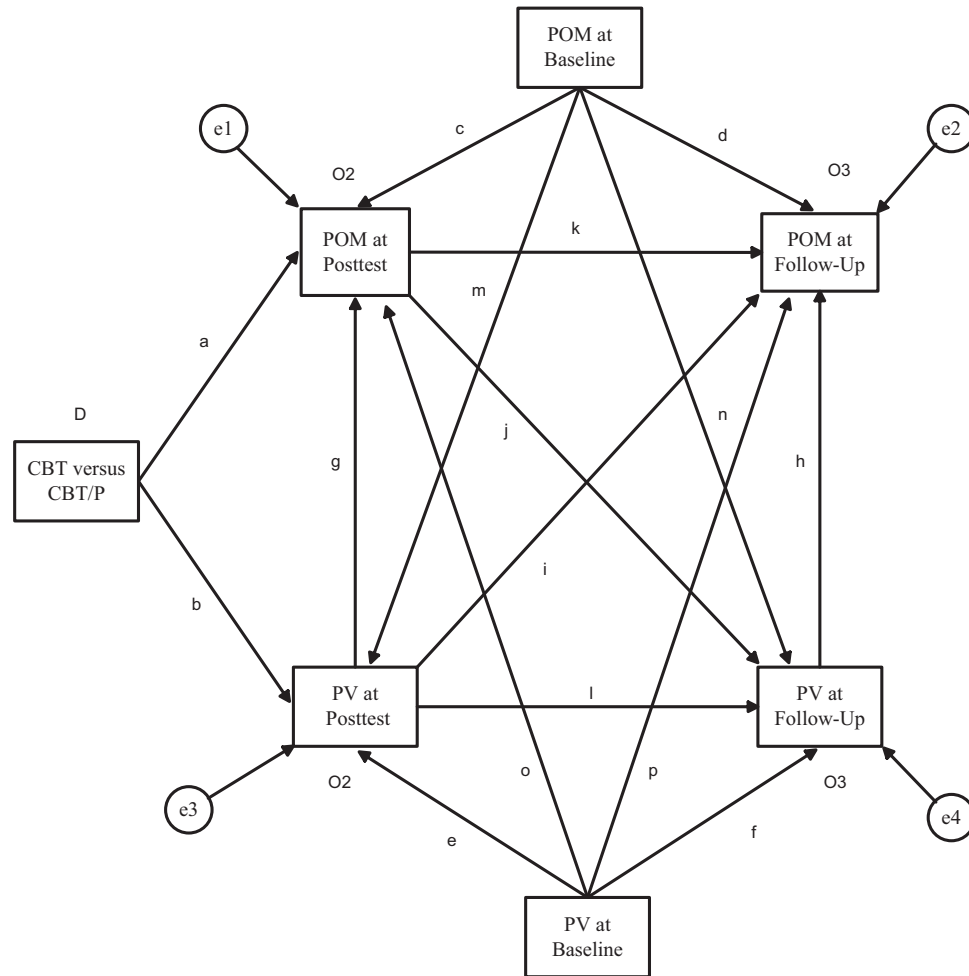 POM at
Baseline
e1
c
d
e2
O2
O3
POM at
Posttest
k
POM at
Follow-Up
m
a
D
CBT versus
CBT/P
g
j
n
h
i
b
PV at
Posttest
l
PV at
Follow-Up
O2
o
p
O3
e3
e
f
e4
PV at
Baseline